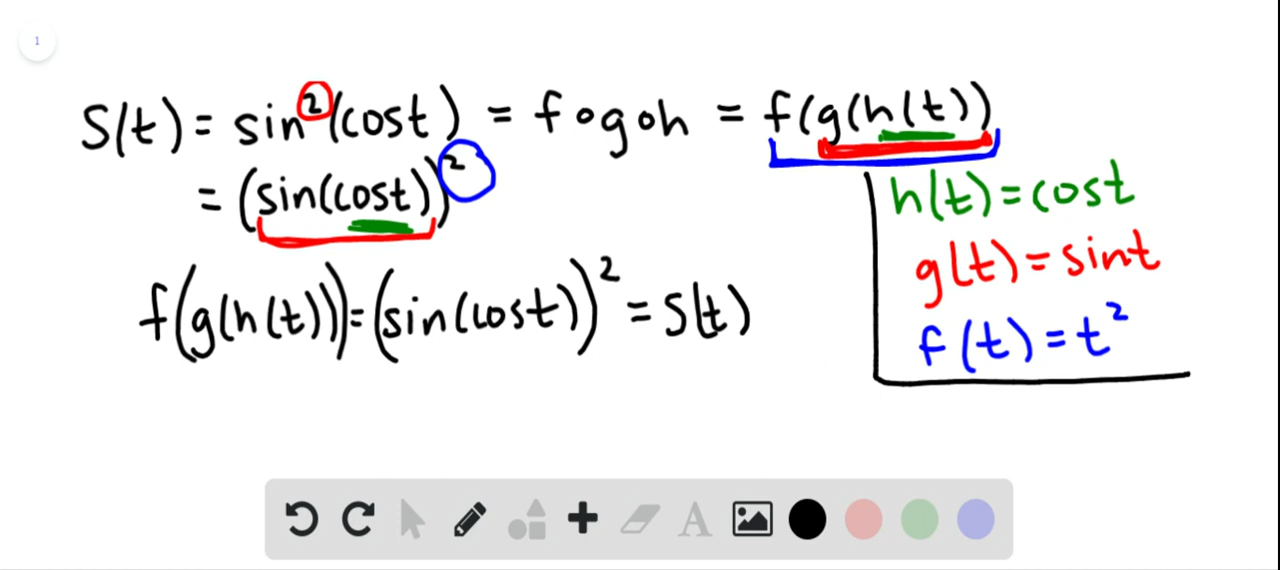 1
S(t) = sin²(cost) = f∘g∘h = f(g(h(t))
= (sin(cost))²
h(t) = cost
g(t) = sint
f(t) = t²
f(g(h(t))) = (sin(cost))² = S(t)
A